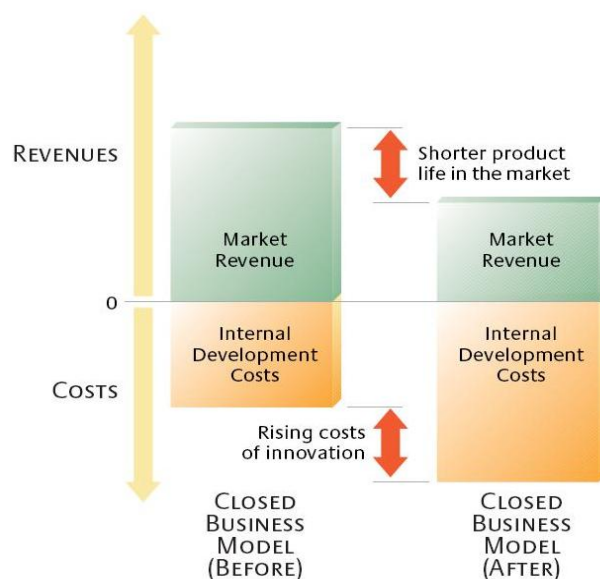 REVENUES
Shorter product
life in the market
Market
Revenue
Market
Revenue
0
Internal
Development
Costs
Internal
Development
Costs
COSTS
Rising costs
of innovation
CLOSED
BUSINESS
MODEL
(BEFORE)
CLOSED
BUSINESS
MODEL
(AFTER)